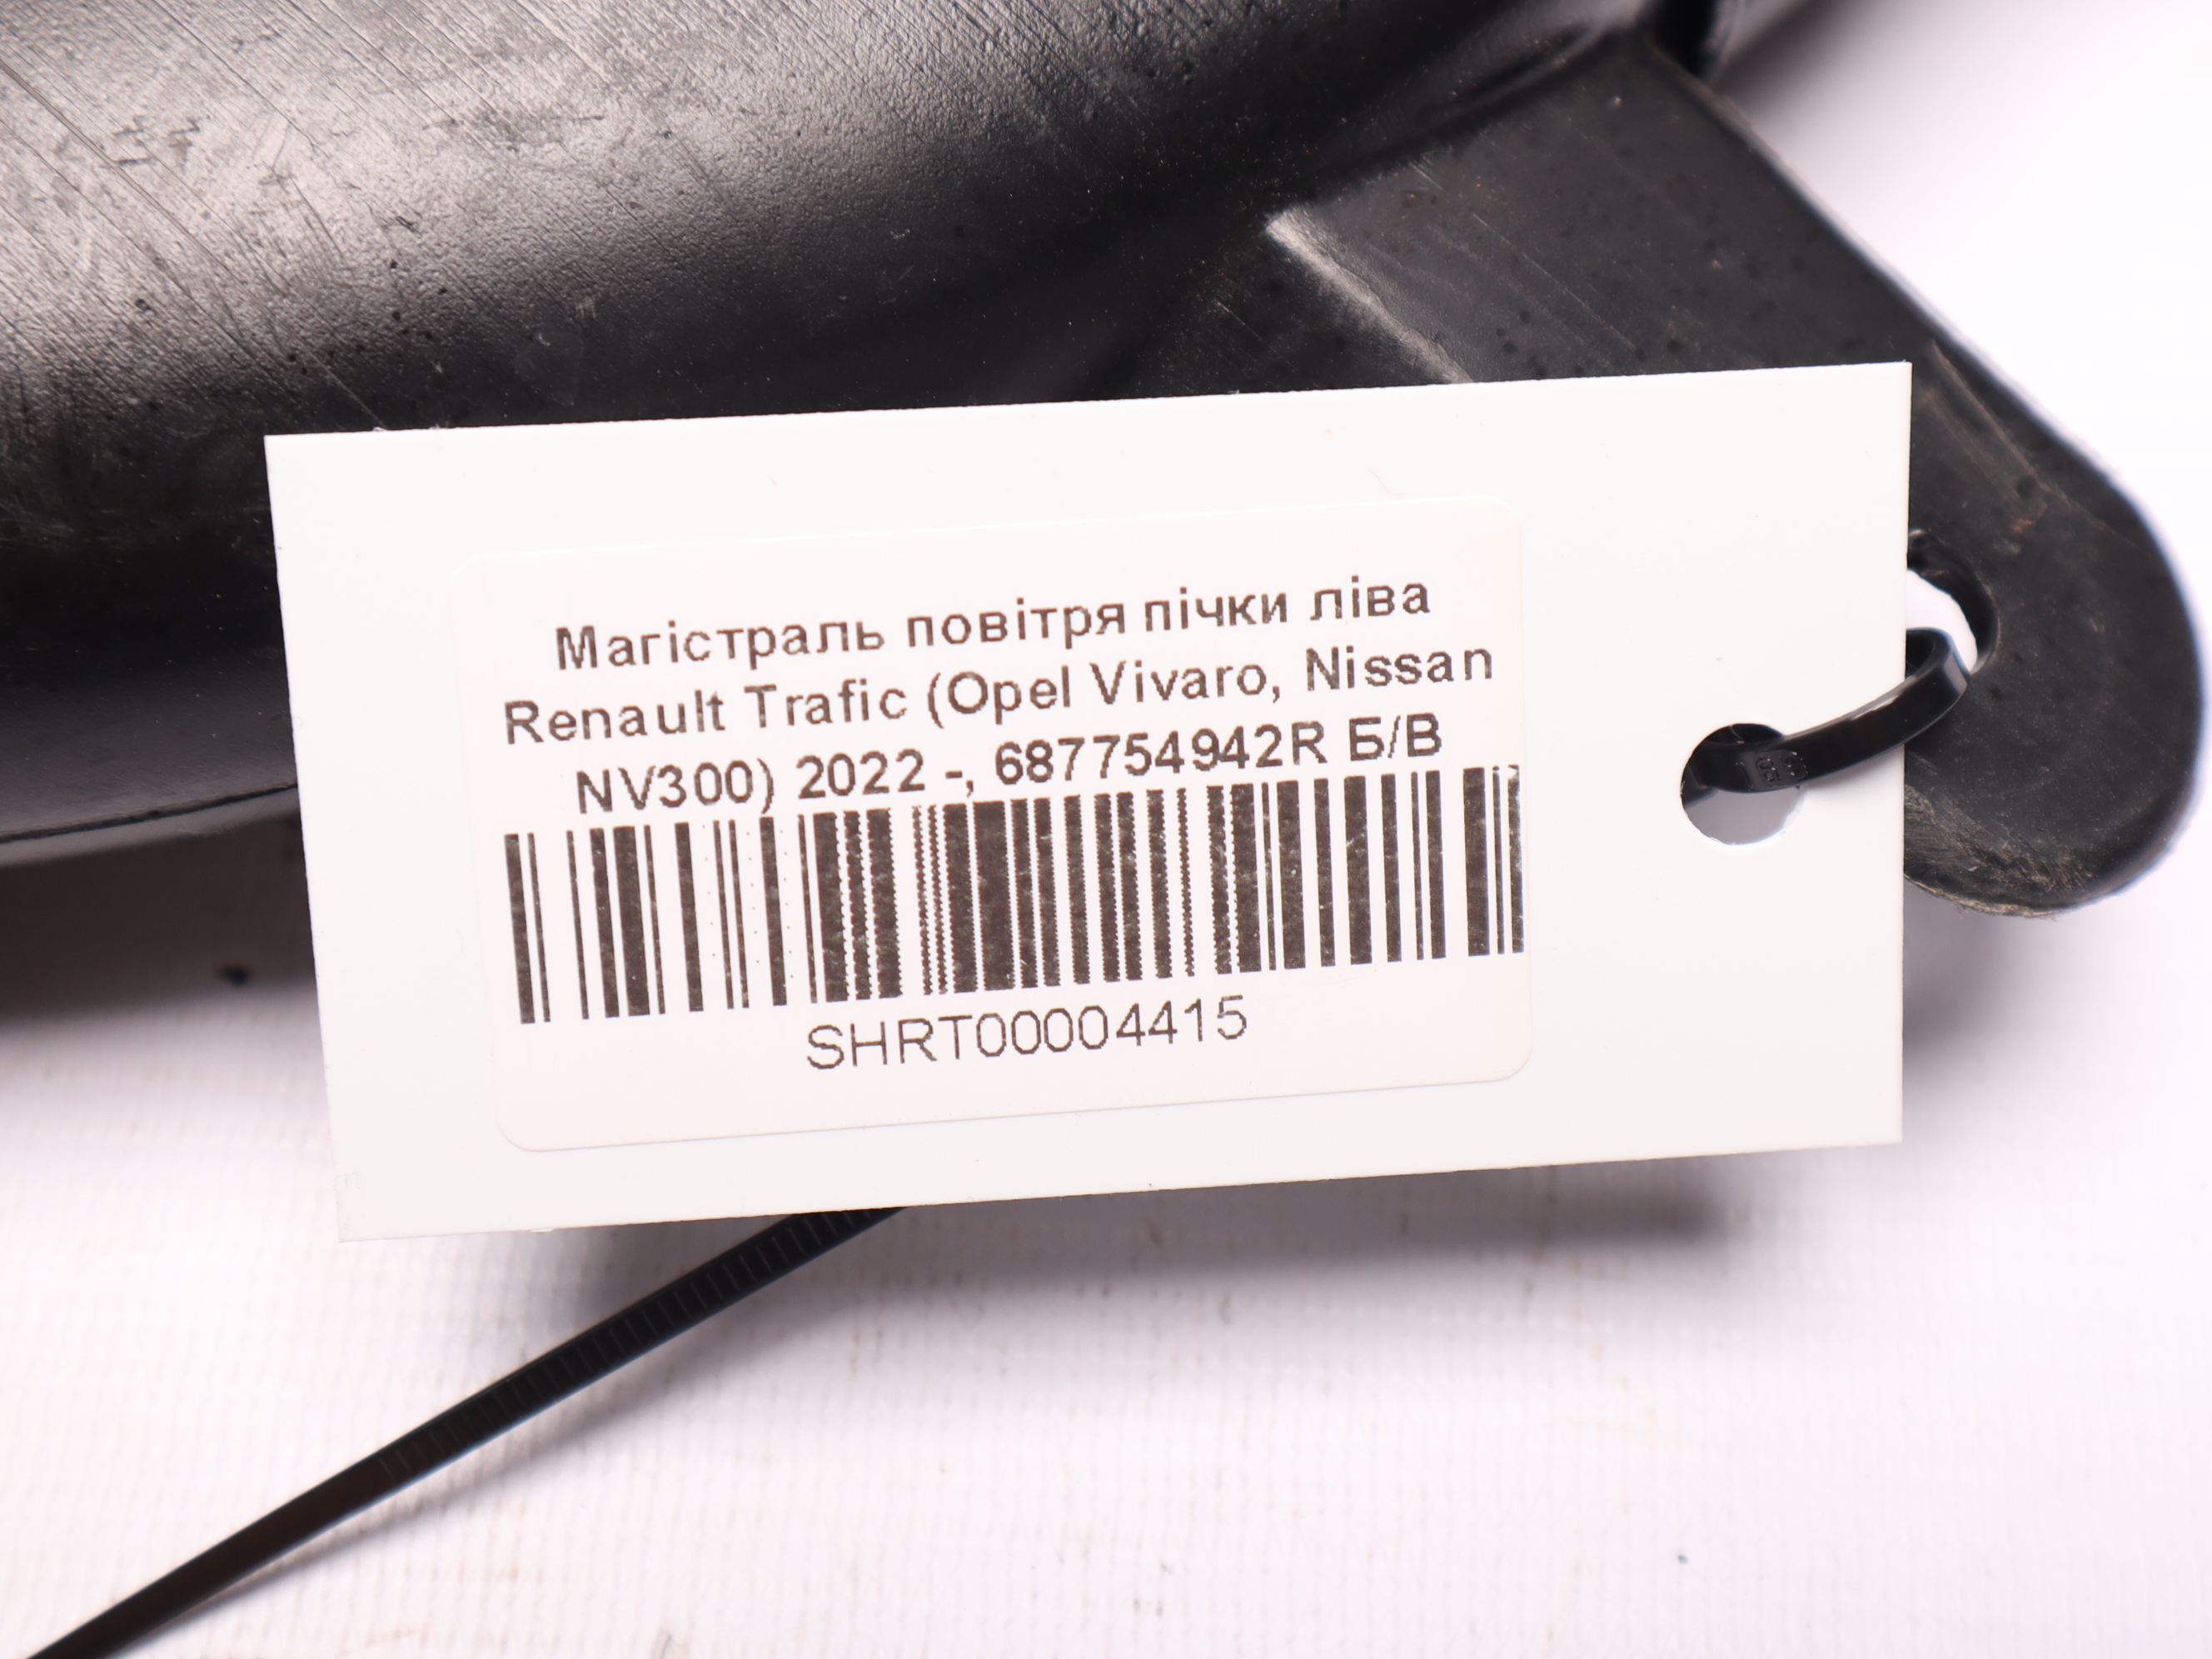 Магістраль повітря пічки ліва
Renault Trafic (Opel Vivaro, Nissan
NV300) 2022 -, 687754942R Б/В
SHRT00004415